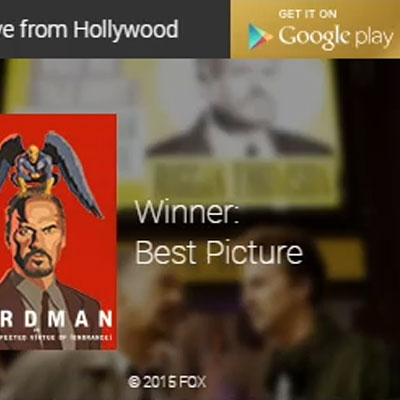 ve from Hollywood
GET IT ON
Google play
Winner:
Best Picture
RDMAN
© 2015 FOX